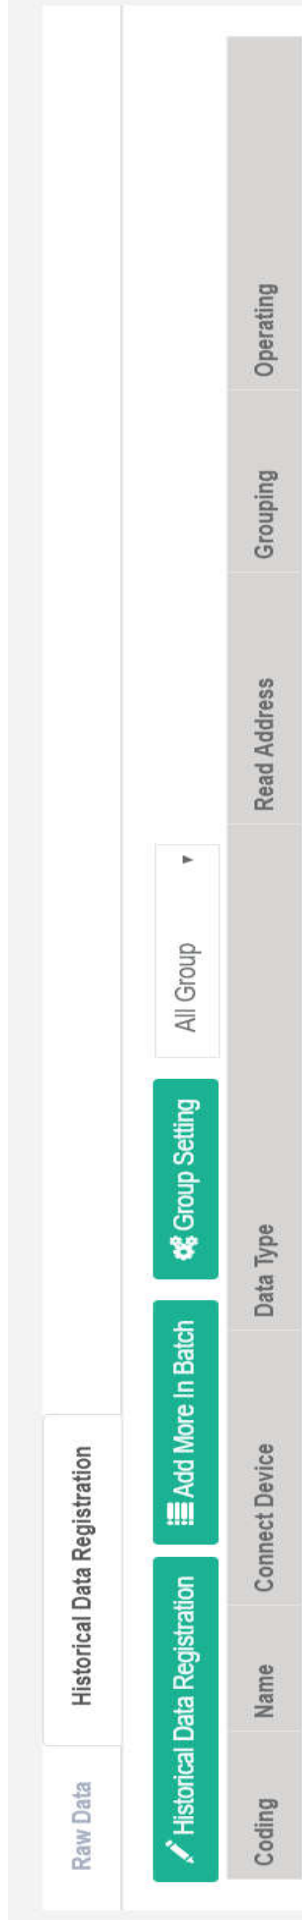 Raw Data Historical Data Registration
Historical Data Registration Add More In Batch Group Setting All Group
Coding Name Connect Device Data Type Read Address Grouping Operating